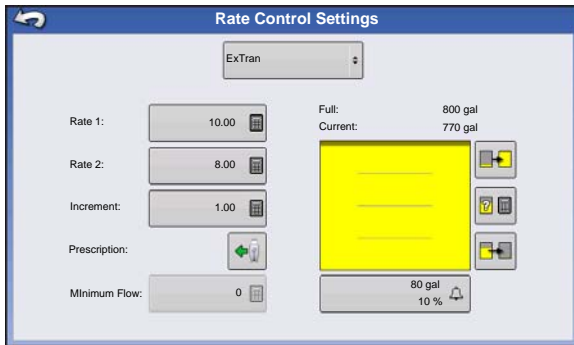 Rate Control Settings
ExTran
Full: 800 gal
Current: 770 gal
Rate 1: 10.00
Rate 2: 8.00
?
Increment: 1.00
Prescription:
MInimum Flow: 0
80 gal
10 %